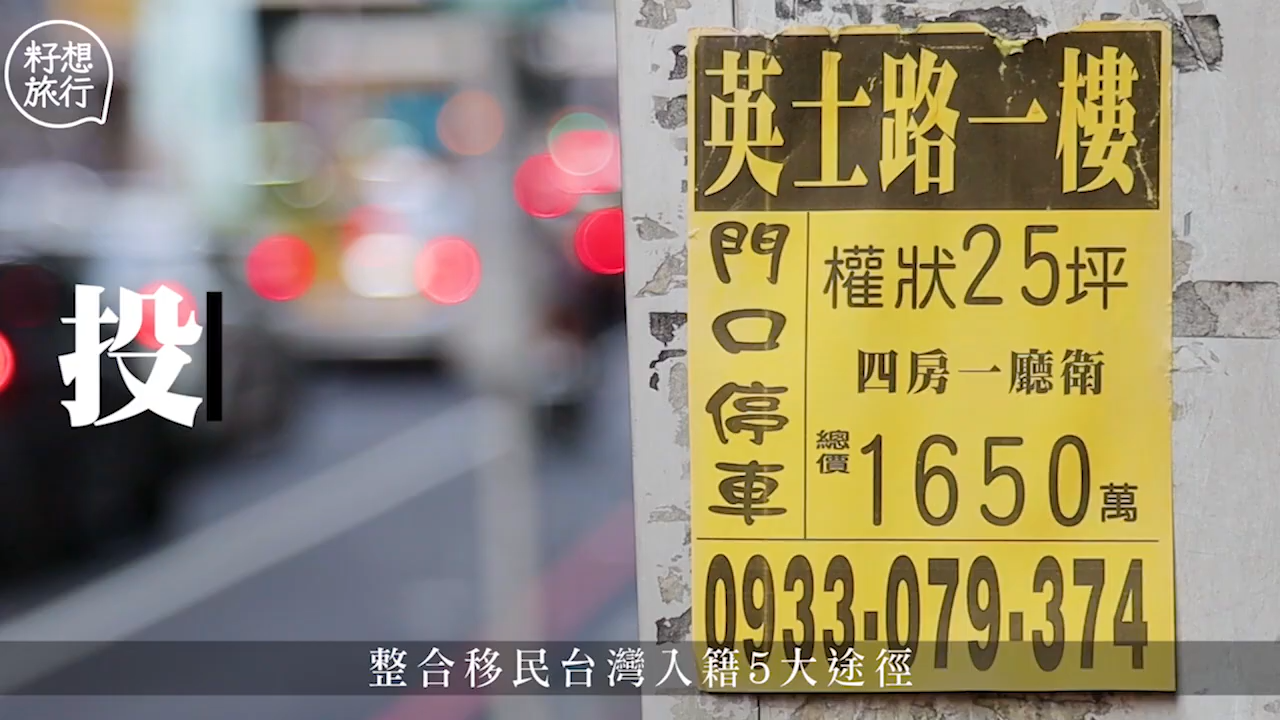 籽想
旅行
投
英士路一樓
門口停車
權狀25坪
四房一廳衛
總價1650萬
0933-079-374
整合移民台灣入籍5大途徑